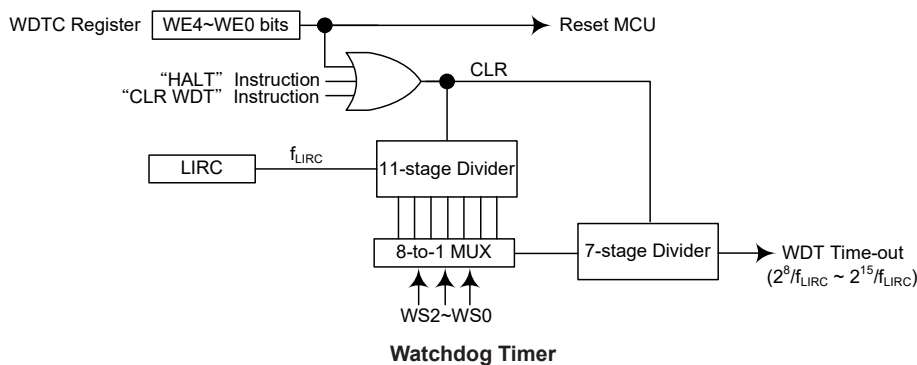 WDTC Register WE4~WE0 bits Reset MCU
CLR
“HALT” Instruction
“CLR WDT” Instruction
LIRC fLIRC 11-stage Divider
8-to-1 MUX 7-stage Divider WDT Time-out
(2⁸/fLIRC ~ 2¹⁵/fLIRC)
WS2~WS0
Watchdog Timer